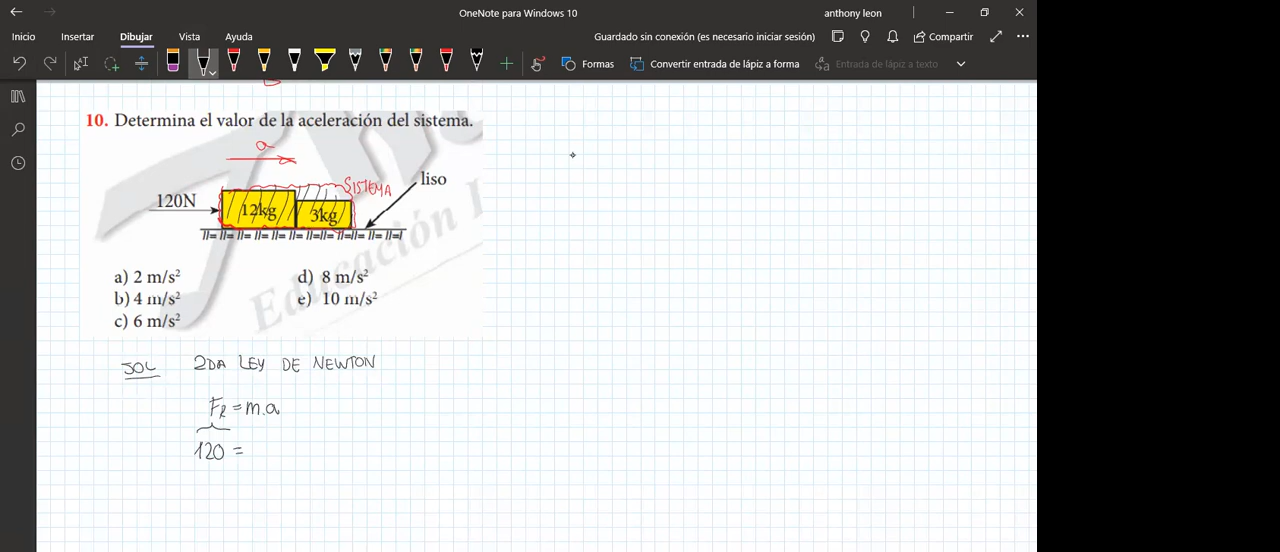 OneNote para Windows 10
anthony leon
Inicio Insertar Dibujar Vista Ayuda
Guardado sin conexión (es necesario iniciar sesión)
Compartir
Formas
Convertir entrada de lápiz a forma
Entrada de lápiz a texto
10. Determina el valor de la aceleración del sistema.
a
SISTEMA
liso
120N
12kg
3kg
a) 2 m/s²
b) 4 m/s²
c) 6 m/s²
d) 8 m/s²
e) 10 m/s²
Educación
SOL 2DA LEY DE NEWTON
F_R = m.a
120 =